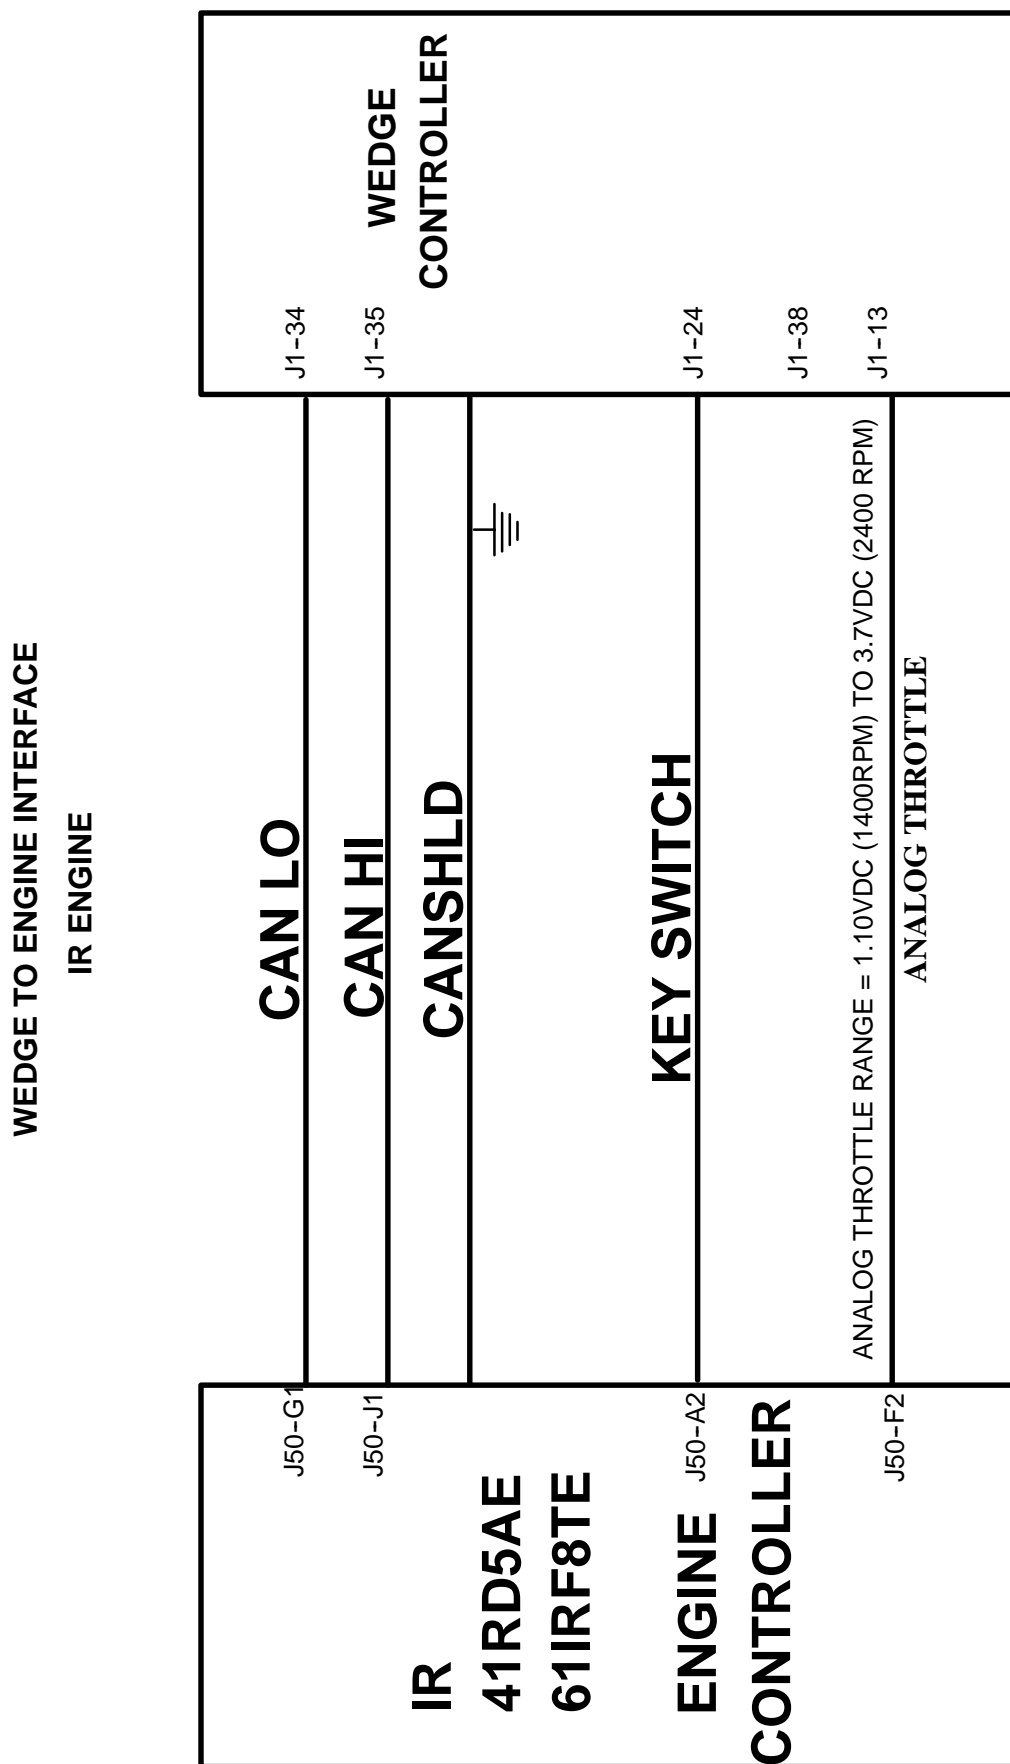 WEDGE TO ENGINE INTERFACE
IR ENGINE
J50-G1
CAN LO
J1-34
J50-J1
CAN HI
J1-35
CANSHLD
WEDGE
CONTROLLER
IR
41RD5AE
61IRF8TE
ENGINE
CONTROLLER
J50-A2
KEY SWITCH
J1-24
J1-38
ANALOG THROTTLE RANGE = 1.10VDC (1400RPM) TO 3.7VDC (2400 RPM)
J1-13
J50-F2
ANALOG THROTTLE